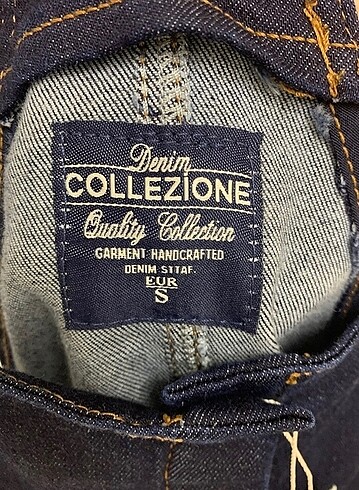 Denim
COLLEZIONE
Quality Collection
GARMENT HANDCRAFTED
DENIM STTAF.
EUR
S